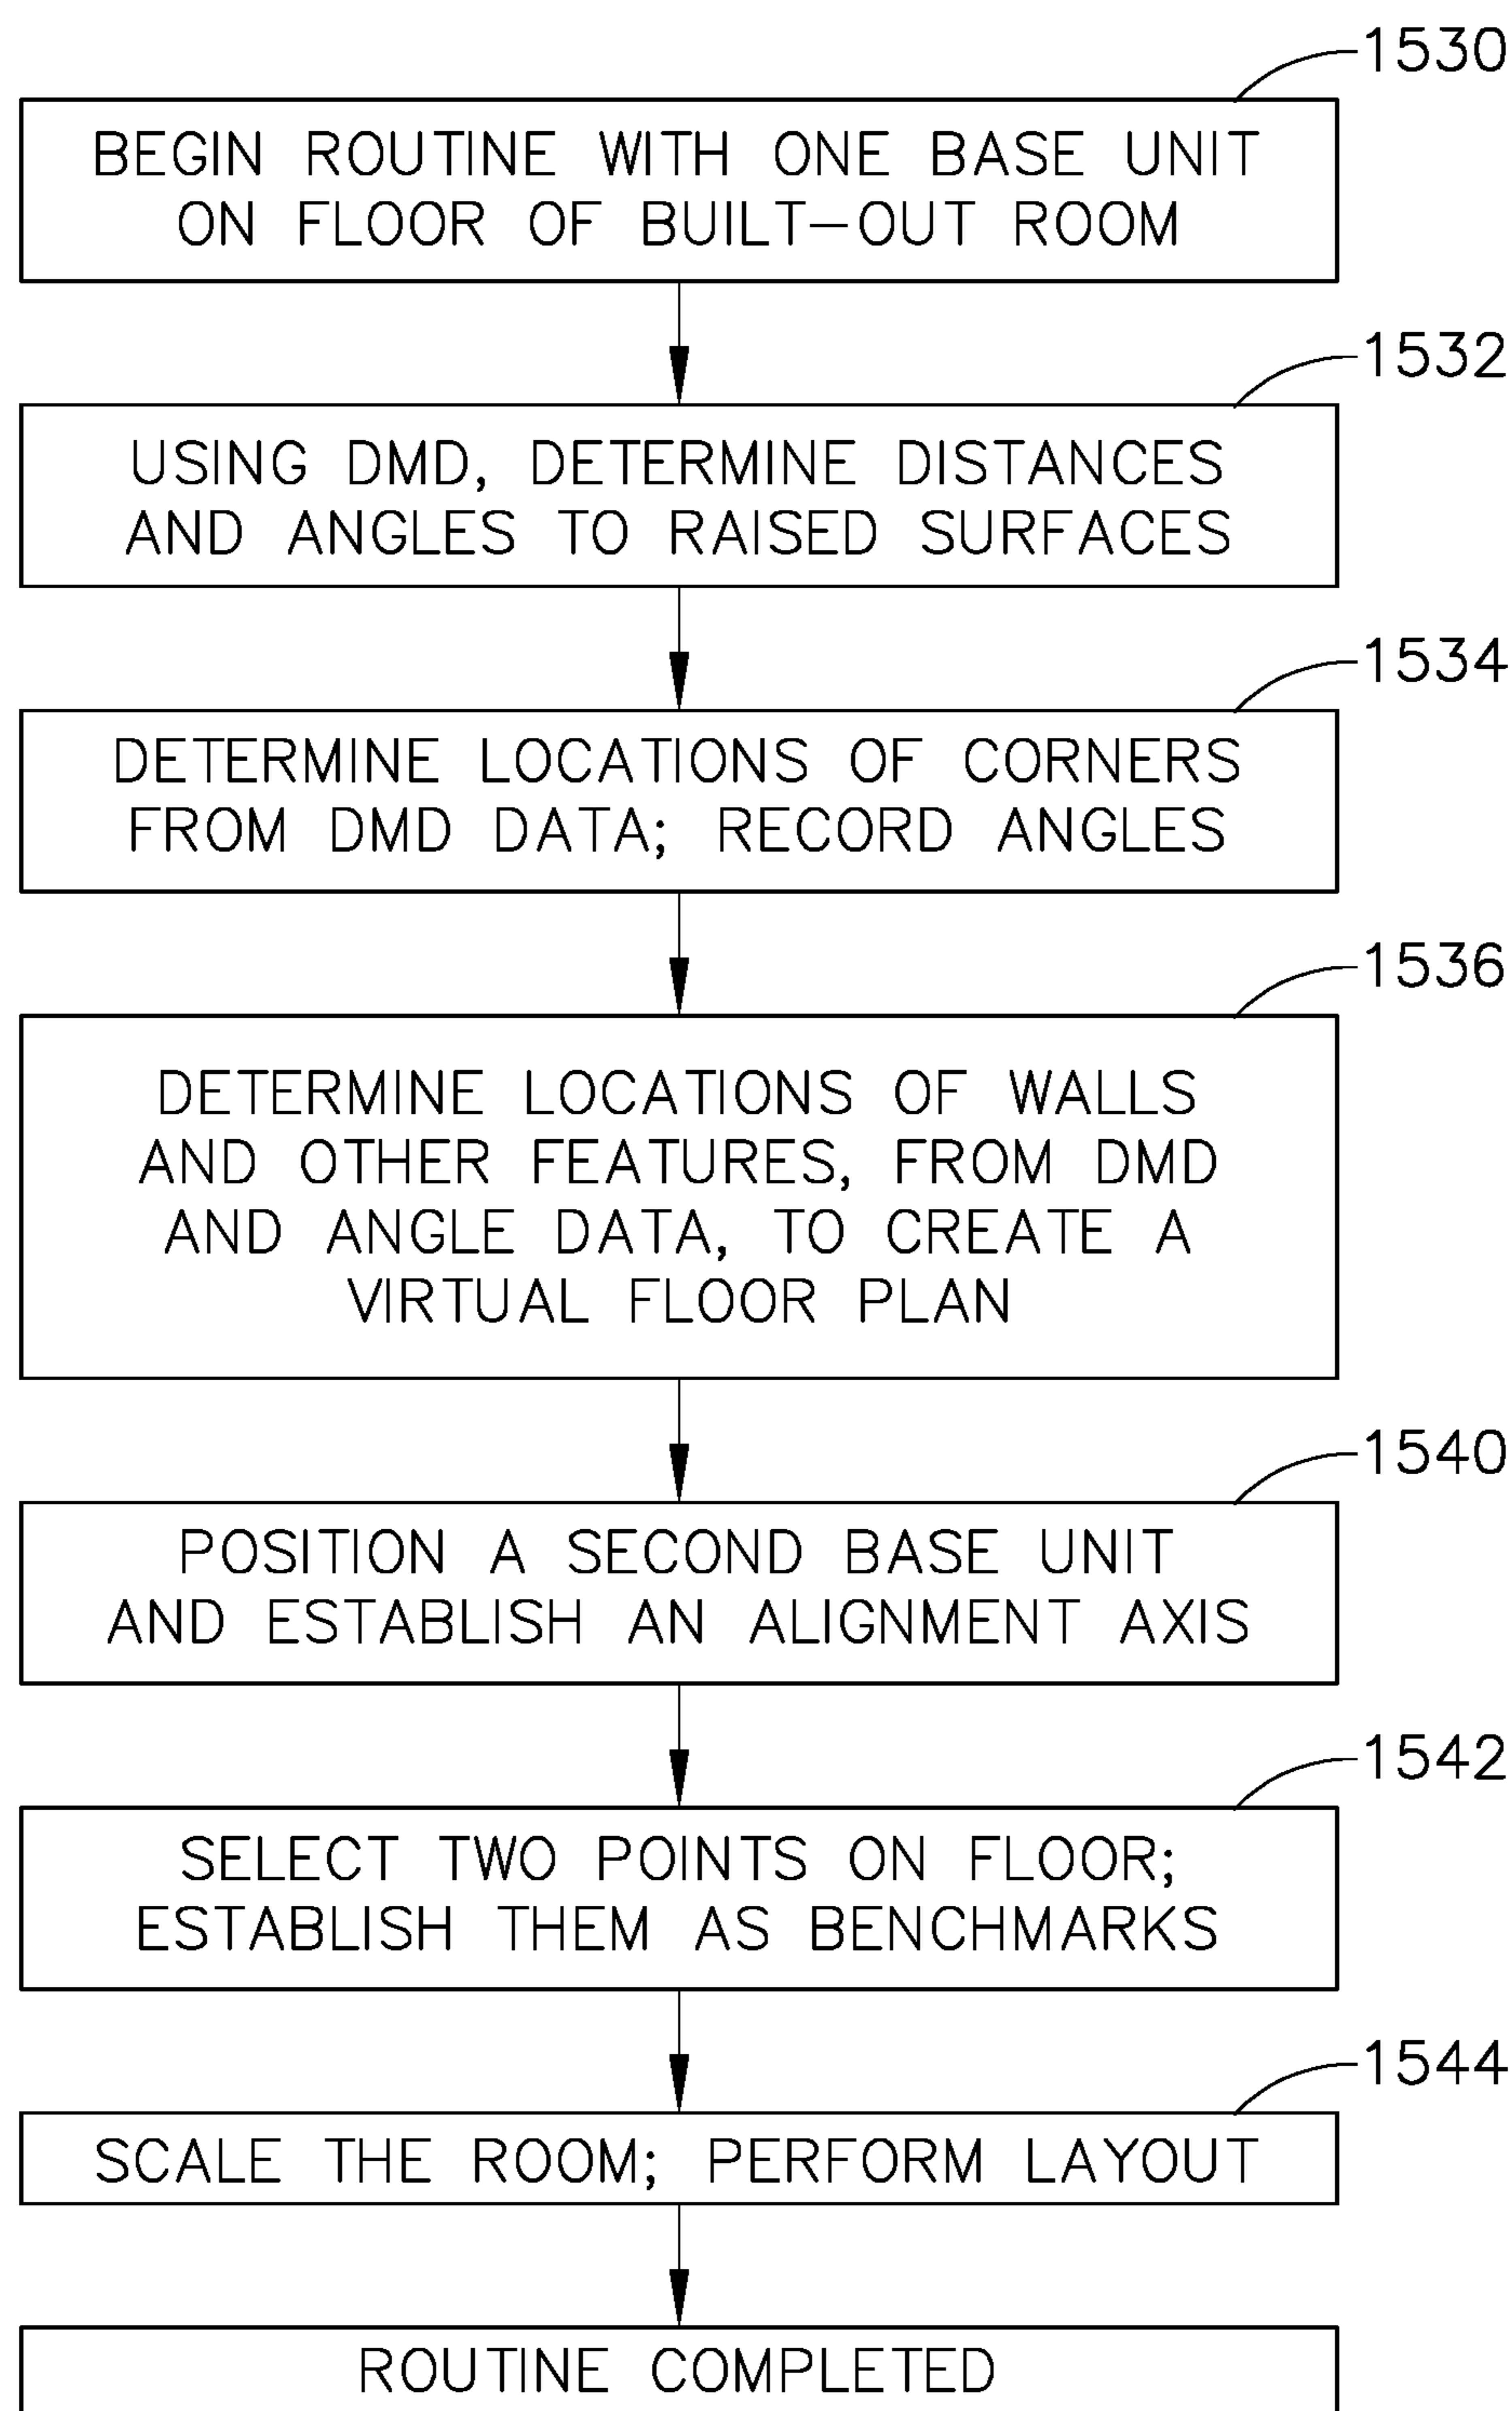 1530
BEGIN ROUTINE WITH ONE BASE UNIT
ON FLOOR OF BUILT-OUT ROOM
1532
USING DMD, DETERMINE DISTANCES
AND ANGLES TO RAISED SURFACES
1534
DETERMINE LOCATIONS OF CORNERS
FROM DMD DATA; RECORD ANGLES
1536
DETERMINE LOCATIONS OF WALLS
AND OTHER FEATURES, FROM DMD
AND ANGLE DATA, TO CREATE A
VIRTUAL FLOOR PLAN
1540
POSITION A SECOND BASE UNIT
AND ESTABLISH AN ALIGNMENT AXIS
1542
SELECT TWO POINTS ON FLOOR;
ESTABLISH THEM AS BENCHMARKS
1544
SCALE THE ROOM; PERFORM LAYOUT
ROUTINE COMPLETED